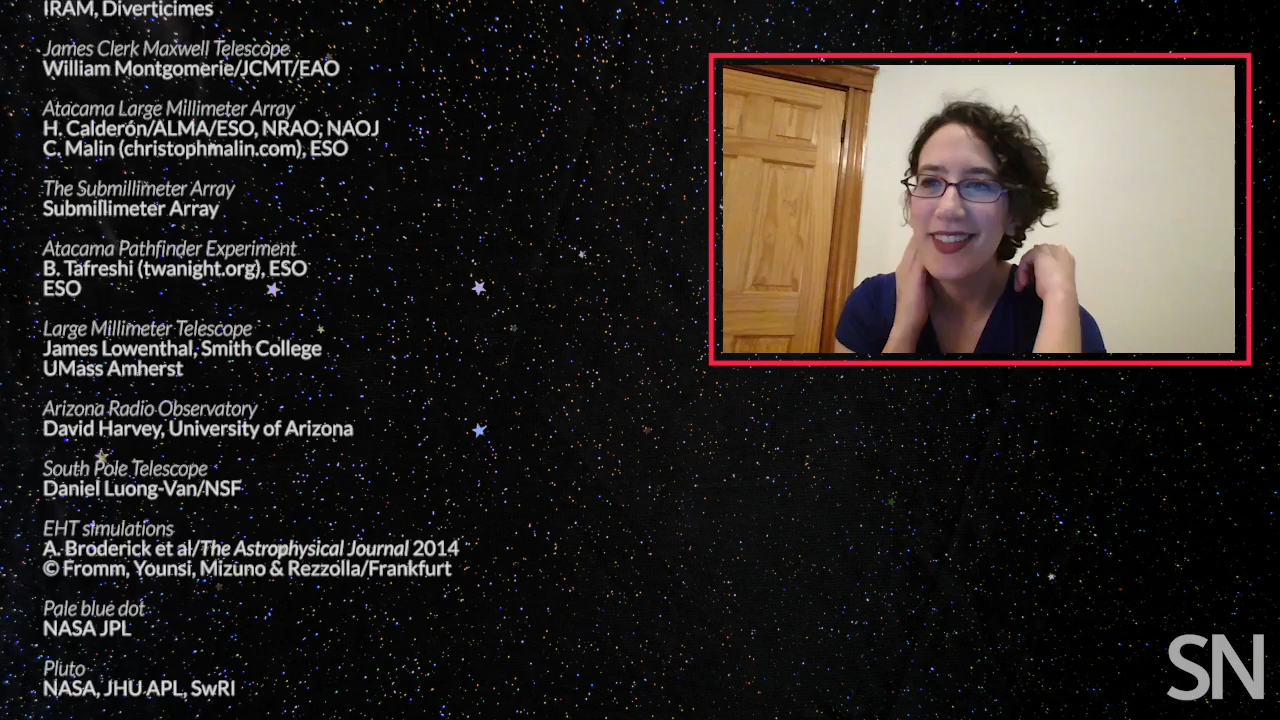 IRAM, Diverticimes
James Clerk Maxwell Telescope
William Montgomerie/JCMT/EAO
Atacama Large Millimeter Array
H. Calderón/ALMA/ESO, NRAO, NAOJ
C. Malin (christophmalin.com), ESO
The Submillimeter Array
Submillimeter Array
Atacama Pathfinder Experiment
B. Tafreshi (twanight.org), ESO
ESO
Large Millimeter Telescope
James Lowenthal, Smith College
UMass Amherst
Arizona Radio Observatory
David Harvey, University of Arizona
South Pole Telescope
Daniel Luong-Van/NSF
EHT simulations
A. Broderick et al/The Astrophysical Journal 2014
© Fromm, Younsi, Mizuno & Rezzolla/Frankfurt
Pale blue dot
NASA JPL
Pluto
NASA, JHU APL, SwRI
SN